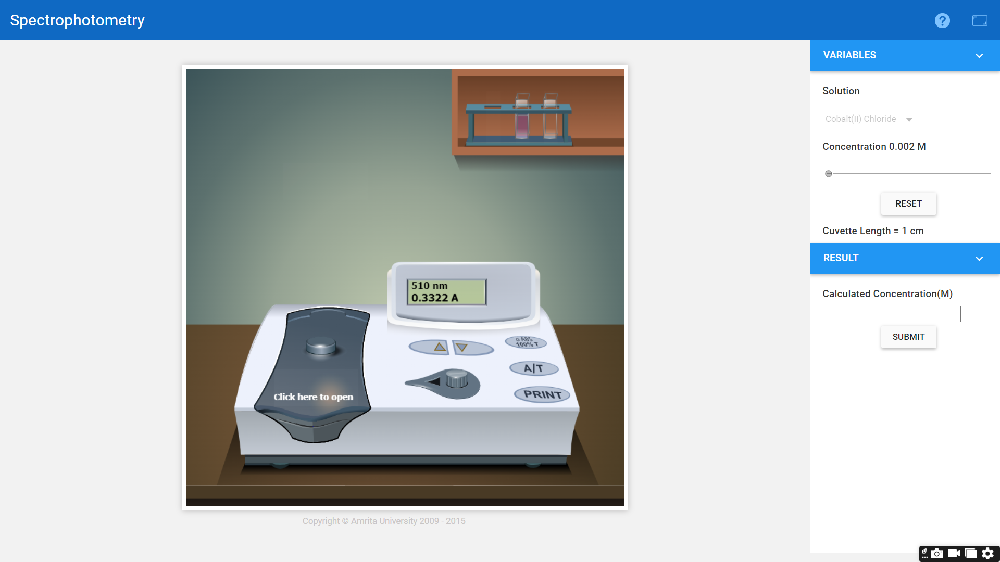 Spectrophotometry
?
VARIABLES
Solution
Cobalt(II) Chloride
Concentration 0.002 M
RESET
Cuvette Length = 1 cm
RESULT
Calculated Concentration(M)
SUBMIT
510 nm
0.3322 A
o ABS
100% T
A|T
PRINT
Click here to open
Copyright © Amrita University 2009 - 2015